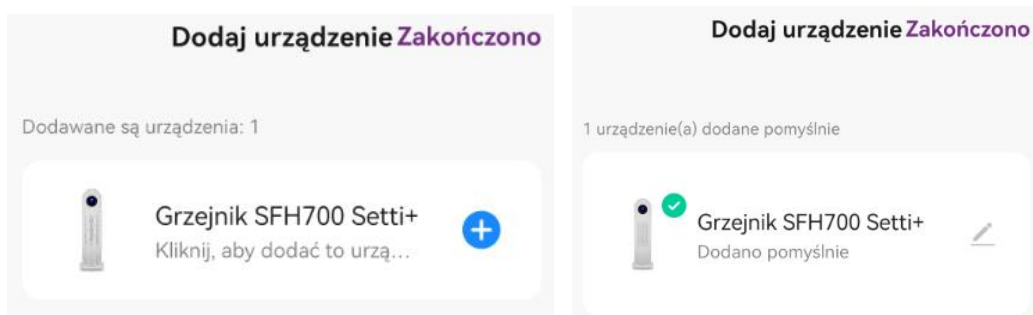 Dodaj urządzenie Zakończono
Dodawane są urządzenia: 1
Grzejnik SFH700 Setti+
Kliknij, aby dodać to urzą...
Dodaj urządzenie Zakończono
1 urządzenie(a) dodane pomyślnie
Grzejnik SFH700 Setti+
Dodano pomyślnie